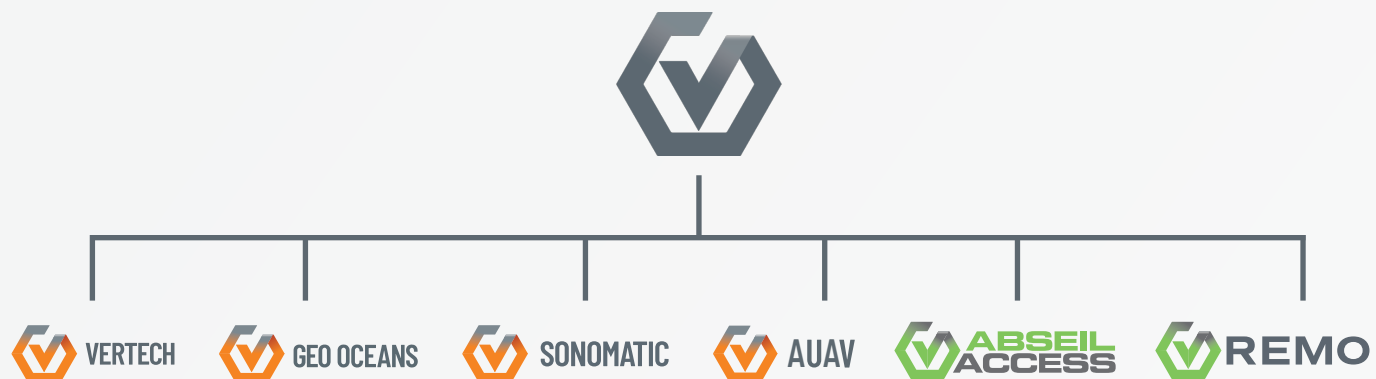 VERTECH
GEO OCEANS
SONOMATIC
AUAV
ABSEIL
ACCESS
REMO